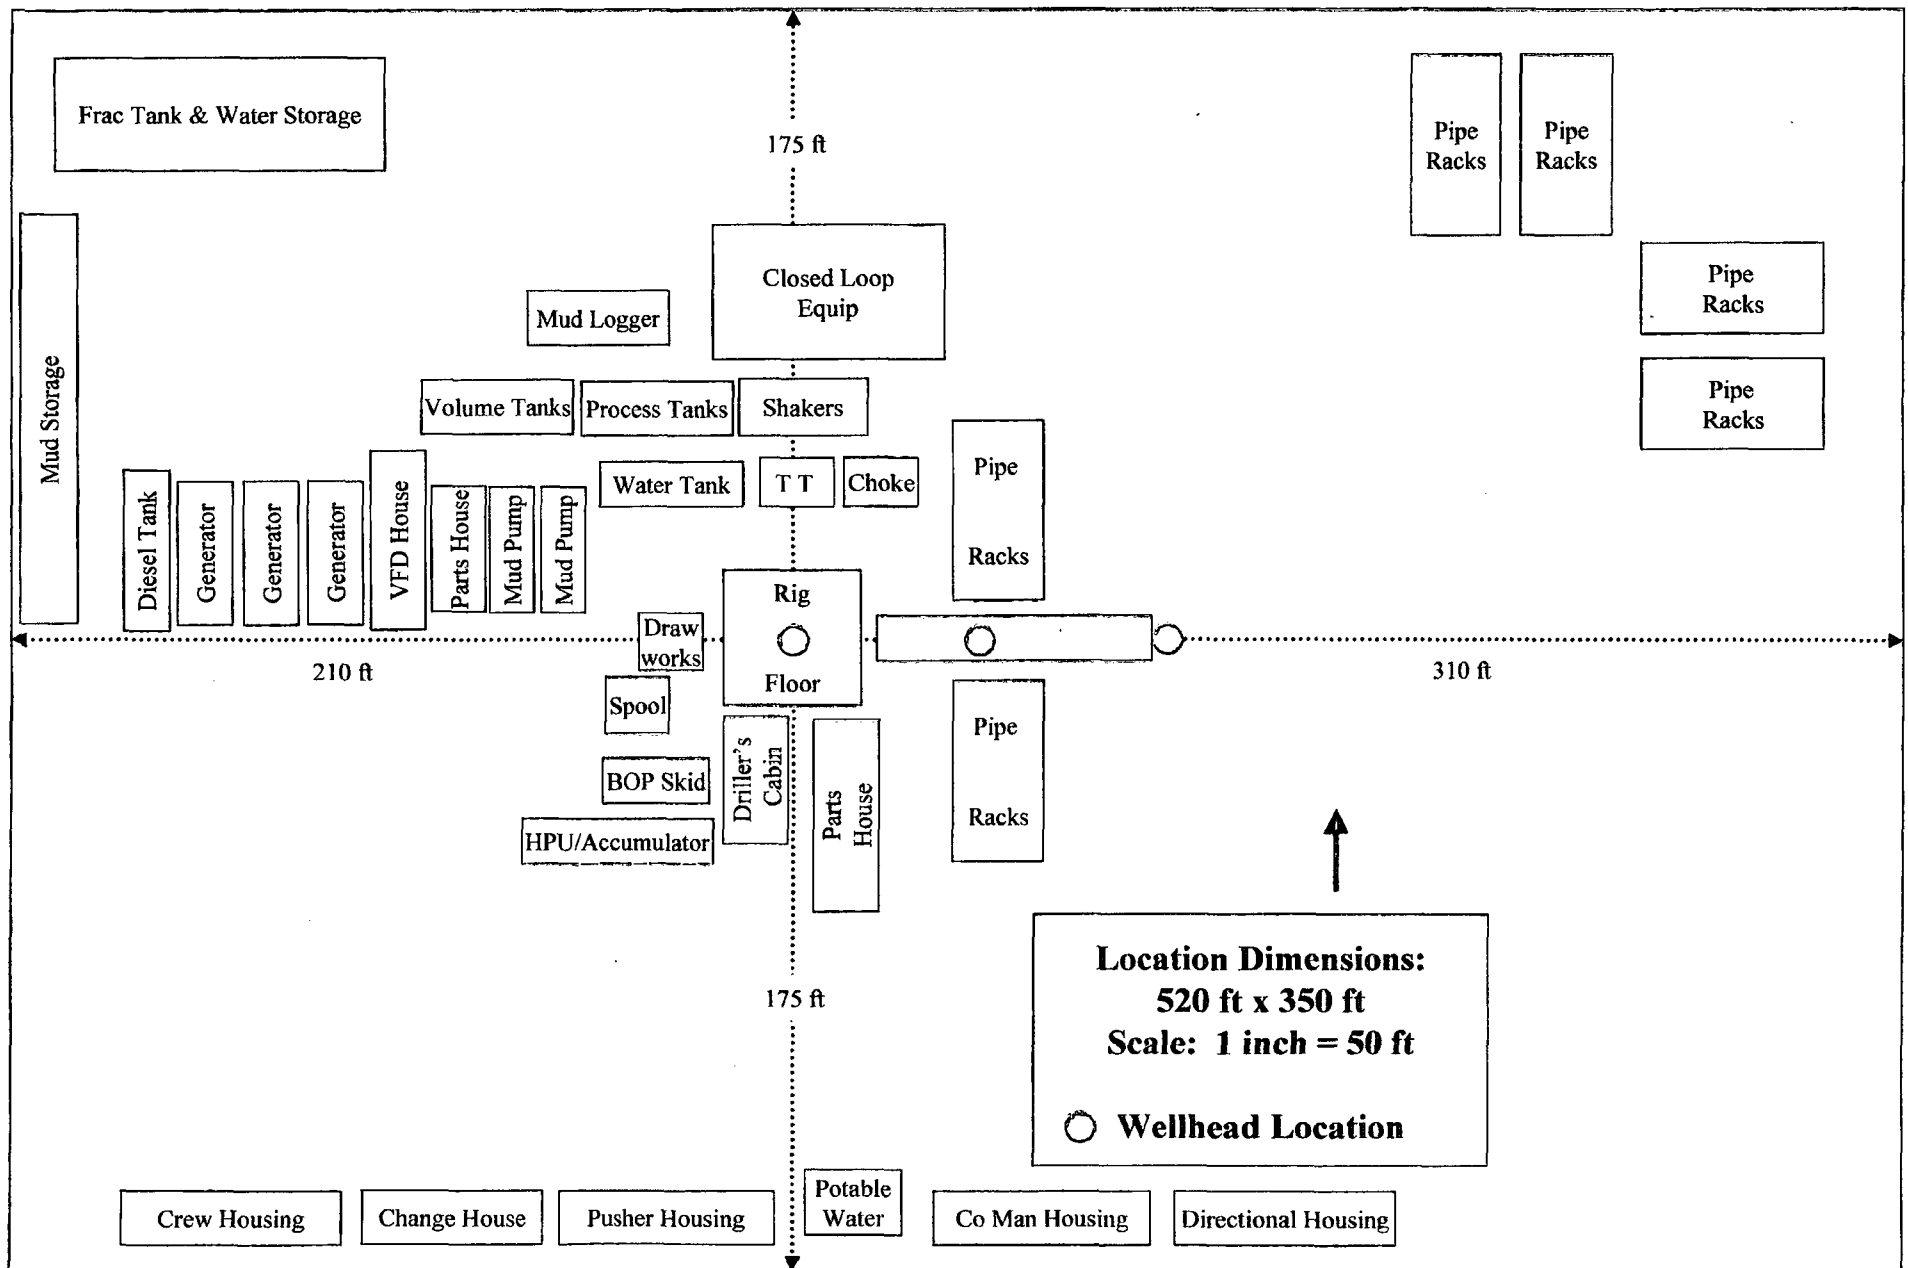 Frac Tank & Water Storage
175 ft
Pipe
Racks
Pipe
Racks
Mud Storage
Closed Loop
Equip
Pipe
Racks
Mud Logger
Pipe
Racks
Volume Tanks
Process Tanks
Shakers
Diesel Tank
Generator
Generator
Generator
VFD House
Parts House
Mud Pump
Mud Pump
Water Tank
T T
Choke
Pipe
Racks
Rig
Floor
Draw
works
210 ft
310 ft
Spool
BOP Skid
HPU/Accumulator
Driller's
Cabin
Parts
House
Pipe
Racks
175 ft
Location Dimensions:
520 ft x 350 ft
Scale: 1 inch = 50 ft
Wellhead Location
Crew Housing
Change House
Pusher Housing
Potable
Water
Co Man Housing
Directional Housing